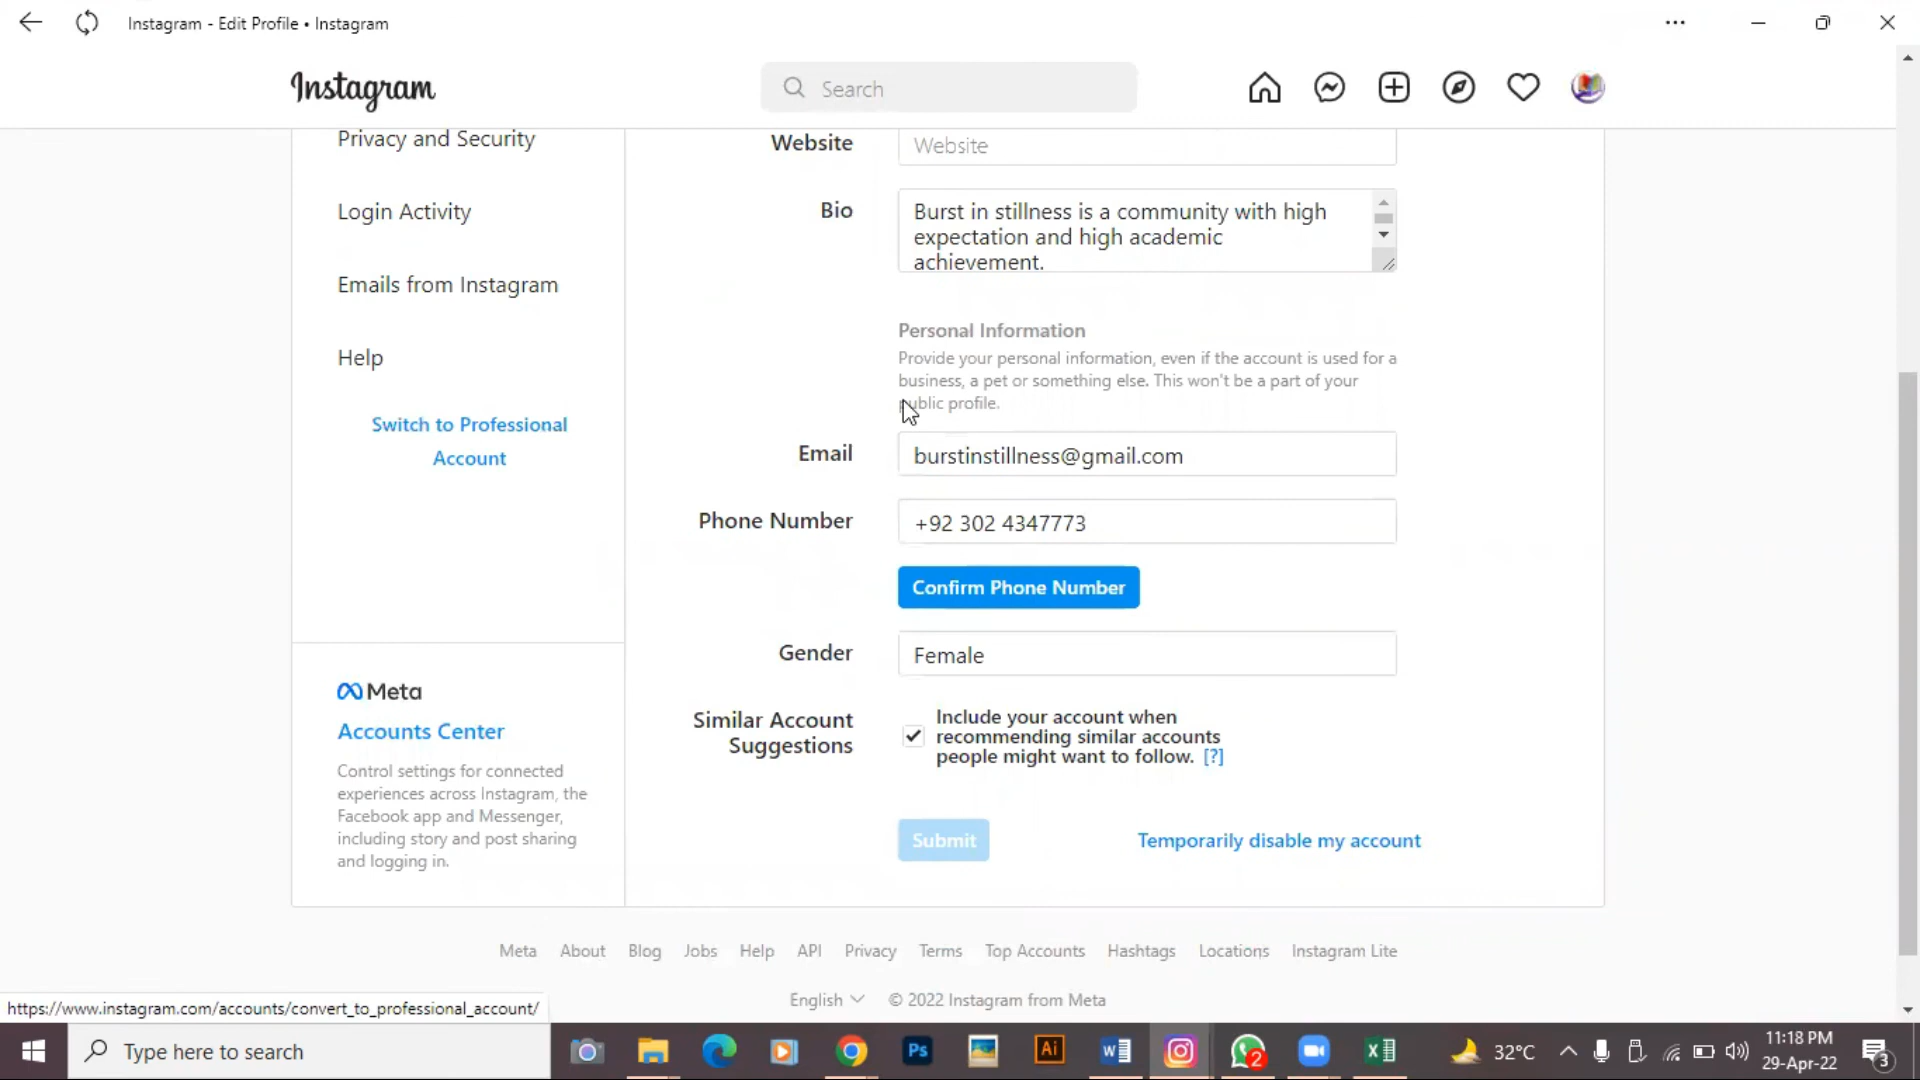 Instagram - Edit Profile • Instagram
Instagram
Search
Privacy and Security
Login Activity
Emails from Instagram
Help
Switch to Professional
Account
Meta
Accounts Center
Control settings for connected
experiences across Instagram, the
Facebook app and Messenger,
including story and post sharing
and logging in.
Website
Website
Bio
Burst in stillness is a community with high
expectation and high academic
achievement.
Personal Information
Provide your personal information, even if the account is used for a
business, a pet or something else. This won't be a part of your
public profile.
Email
burstinstillness@gmail.com
Phone Number
+92 302 4347773
Confirm Phone Number
Gender
Female
Similar Account
Suggestions
Include your account when
recommending similar accounts
people might want to follow. [?]
Submit
Temporarily disable my account
Meta About Blog Jobs Help API Privacy Terms Top Accounts Hashtags Locations Instagram Lite
English © 2022 Instagram from Meta
https://www.instagram.com/accounts/convert_to_professional_account/
Type here to search
Ps
Ai
W
2
X
32°C
11:18 PM
29-Apr-22
3